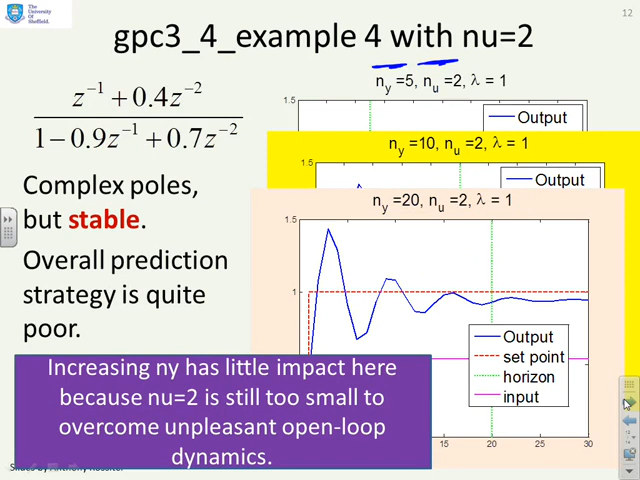 The
University
Of
Sheffield.
12
gpc3_4_example 4 with nu=2
z⁻¹ + 0.4z⁻²
1 − 0.9z⁻¹ + 0.7z⁻²
Complex poles,
but stable.
Overall prediction
strategy is quite
poor.
n_y =5, n_u =2, λ = 1
1.5
Output
n_y =10, n_u =2, λ = 1
1.5
Output
n_y =20, n_u =2, λ = 1
1.5
1
Output
set point
horizon
input
15 20 25 30
Increasing ny has little impact here
because nu=2 is still too small to
overcome unpleasant open-loop
dynamics.
Slides by Anthony Rossiter